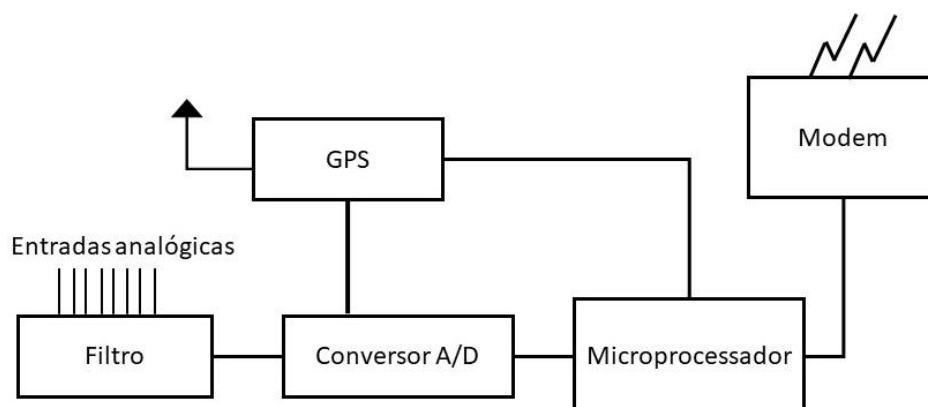 Modem
GPS
Entradas analógicas
Filtro
Conversor A/D
Microprocessador